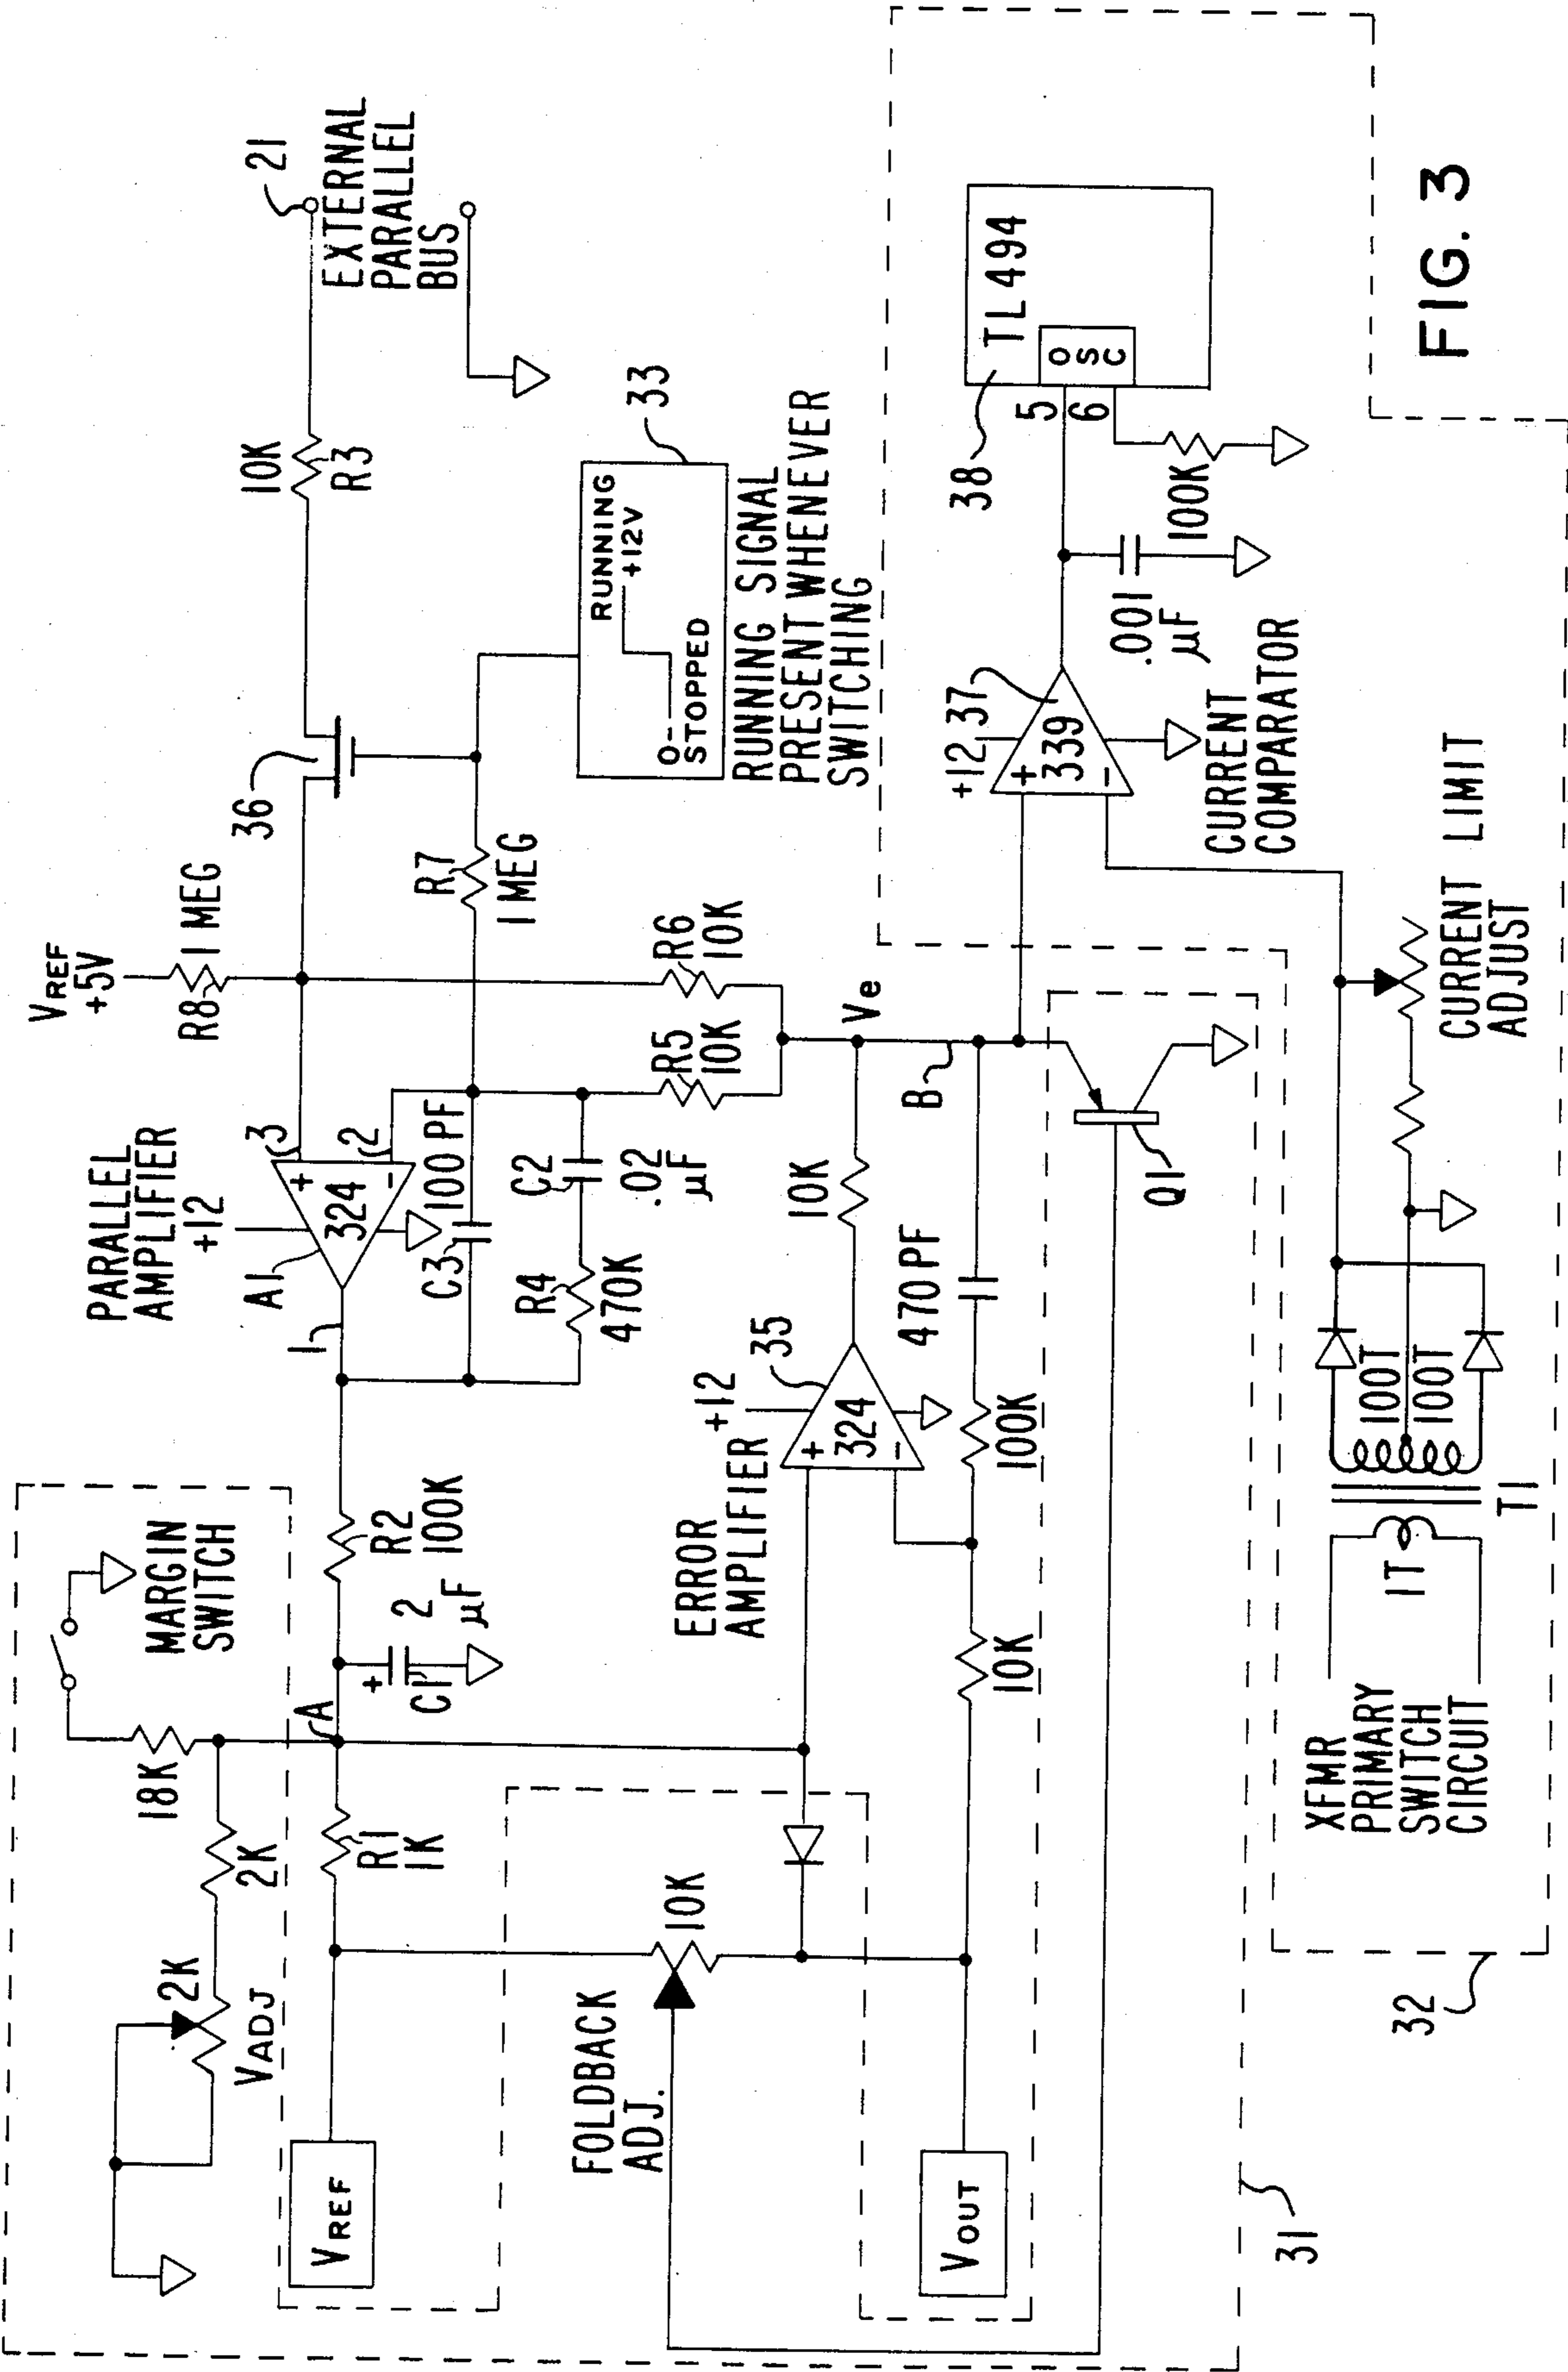 MARGIN
SWITCH
18K
2K
2K
VADJ
VREF
R1
1K
A
C1
+
2
µF
R2
100K
PARALLEL
AMPLIFIER
+12
A1
1
324
+
-
3
2
C3
100 PF
R4
470K
C2
.02
µF
VREF
+5V
R8
1 MEG
R7
1 MEG
R5
10K
R6
10K
36
10K
R3
21
EXTERNAL
PARALLEL
BUS
33
RUNNING
+12V
0
STOPPED
RUNNING SIGNAL
PRESENT WHENEVER
SWITCHING
FOLDBACK
ADJ.
10K
VOUT
ERROR
AMPLIFIER
+12
35
324
+
-
10K
100K
470 PF
10K
Ve
B
Q1
31
+12
37
+
339
-
CURRENT
COMPARATOR
.001
µF
100K
38
5
6
OSC
TL494
XFMR
PRIMARY
SWITCH
CIRCUIT
1T
T1
100T
100T
CURRENT LIMIT
ADJUST
32
FIG. 3